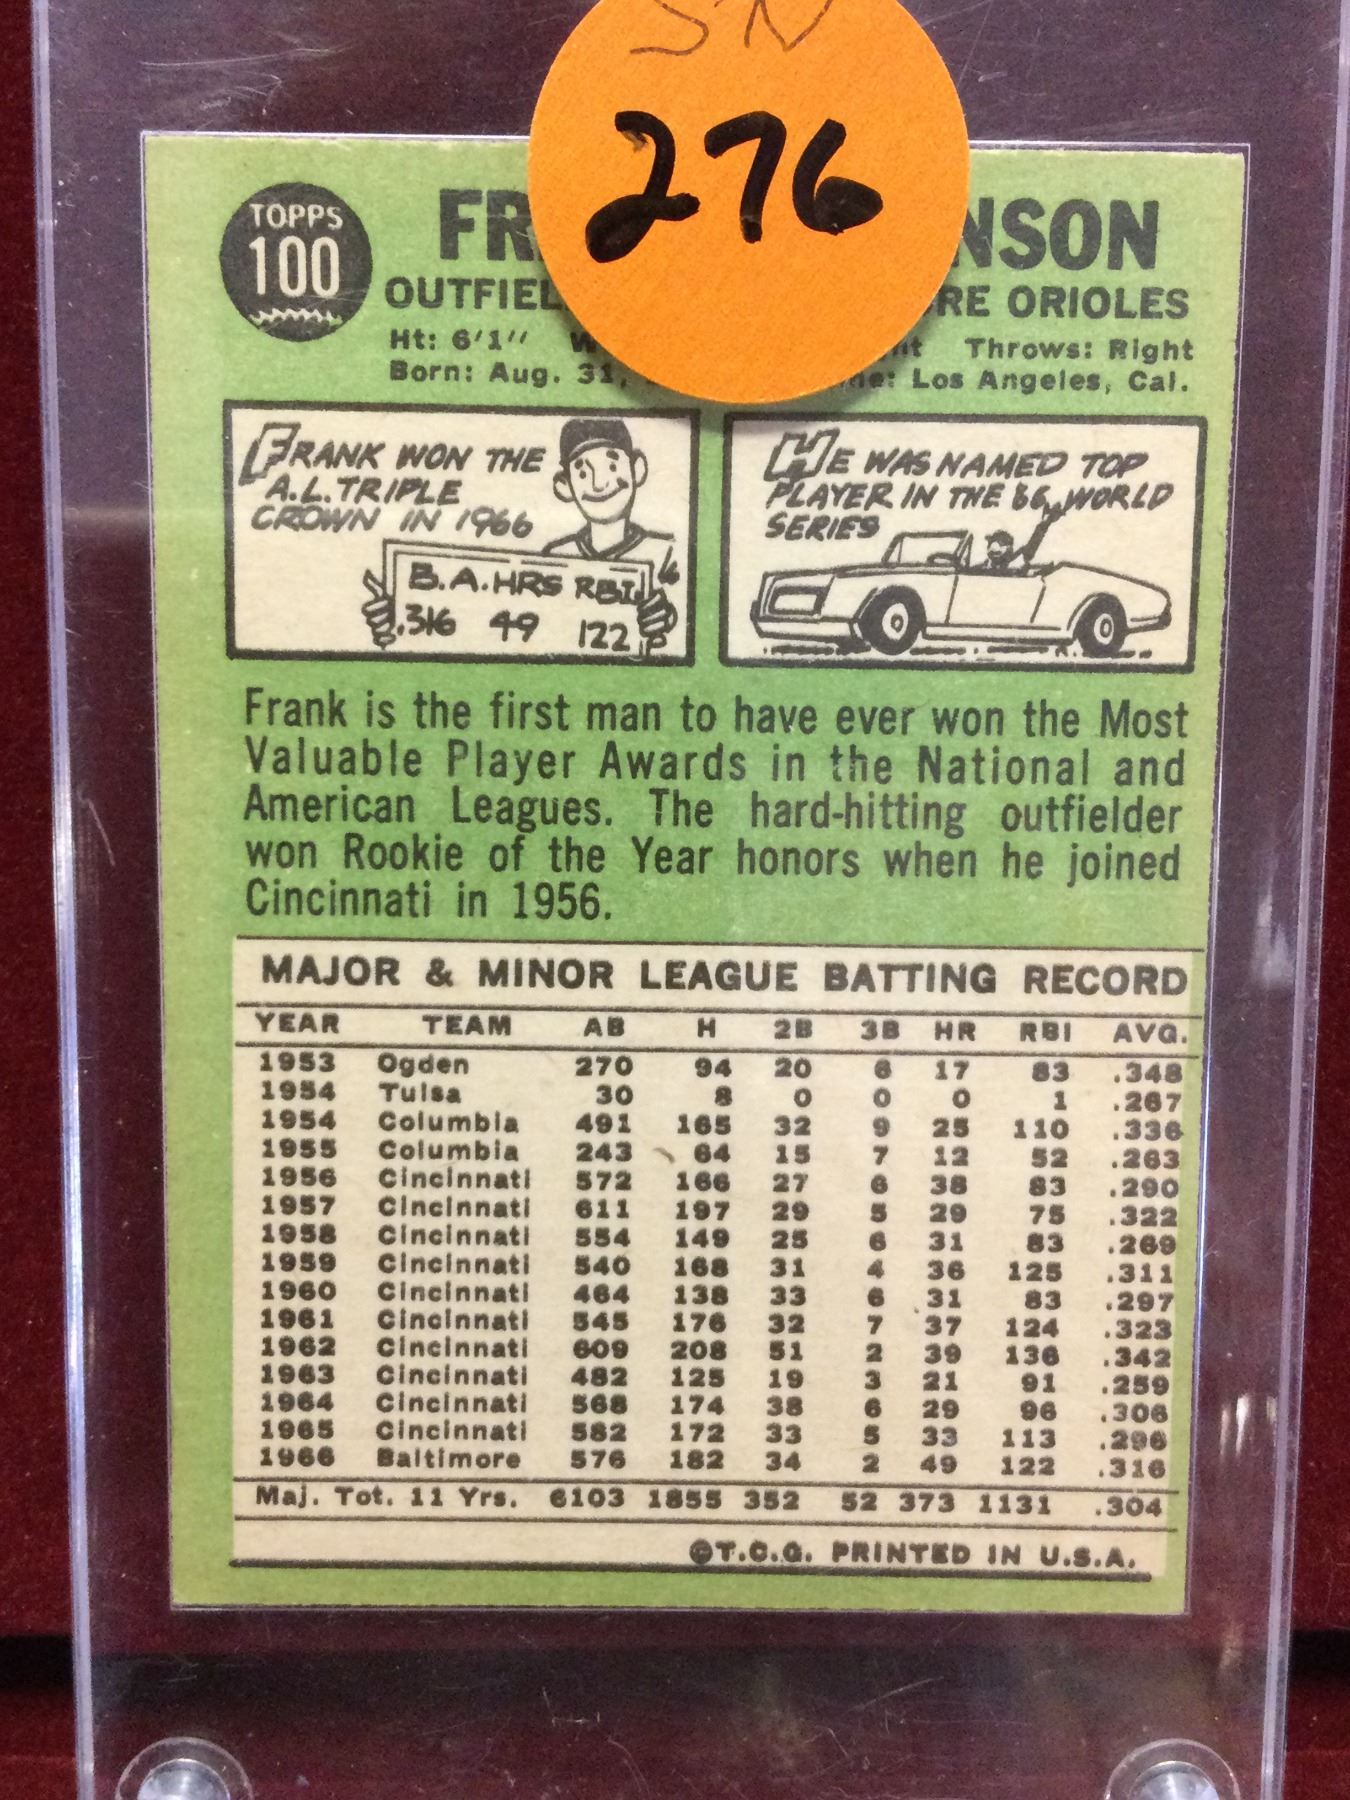 SN
276
TOPPS
100
FR NSON
OUTFIEL RE ORIOLES
Ht: 6'1" W Throws: Right
Born: Aug. 31, Los Angeles, Cal.
FRANK WON THE
A.L. TRIPLE
CROWN IN 1966
B.A. HRS RBI
.316 49 122
HE WAS NAMED TOP
PLAYER IN THE '66 WORLD
SERIES
Frank is the first man to have ever won the Most
Valuable Player Awards in the National and
American Leagues. The hard-hitting outfielder
won Rookie of the Year honors when he joined
Cincinnati in 1956.
MAJOR & MINOR LEAGUE BATTING RECORD
YEAR TEAM AB H 2B 3B HR RBI AVG.
1953 Ogden 270 94 20 6 17 83 .348
1954 Tulsa 30 8 0 0 0 1 .267
1954 Columbia 491 165 32 9 25 110 .336
1955 Columbia 243 64 15 7 12 52 .263
1956 Cincinnati 572 166 27 6 38 83 .290
1957 Cincinnati 611 197 29 5 29 75 .322
1958 Cincinnati 554 149 25 6 31 83 .269
1959 Cincinnati 540 168 31 4 36 125 .311
1960 Cincinnati 464 138 33 6 31 83 .297
1961 Cincinnati 545 176 32 7 37 124 .323
1962 Cincinnati 609 208 51 2 39 136 .342
1963 Cincinnati 482 125 19 3 21 91 .259
1964 Cincinnati 568 174 38 6 29 96 .306
1965 Cincinnati 582 172 33 5 33 113 .296
1966 Baltimore 576 182 34 2 49 122 .316
Maj. Tot. 11 Yrs. 6103 1855 352 52 373 1131 .304
©T.C.G. PRINTED IN U.S.A.